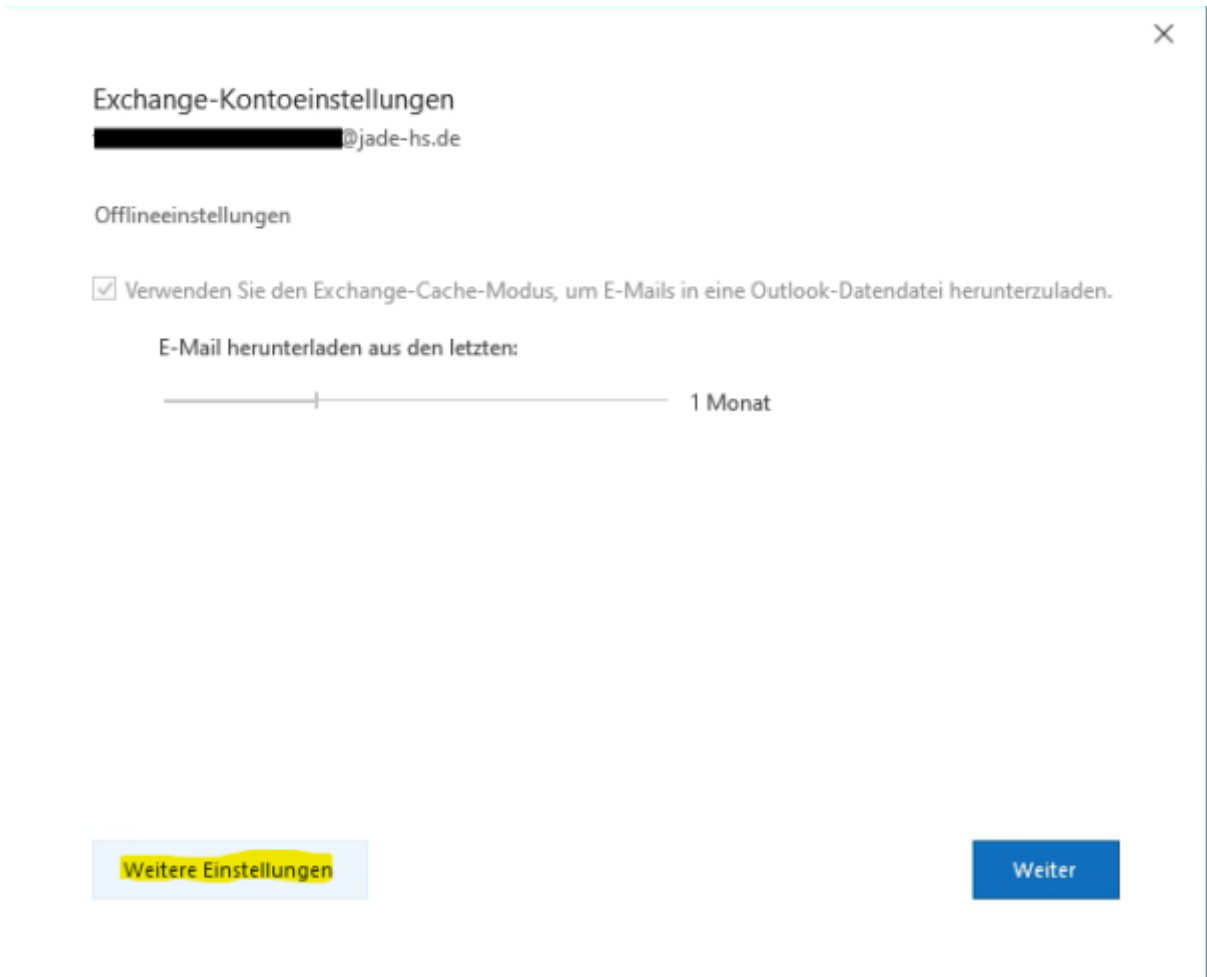 Exchange-Kontoeinstellungen
@jade-hs.de
Offlineeinstellungen
Verwenden Sie den Exchange-Cache-Modus, um E-Mails in eine Outlook-Datendatei herunterzuladen.
E-Mail herunterladen aus den letzten:
1 Monat
Weitere Einstellungen
Weiter